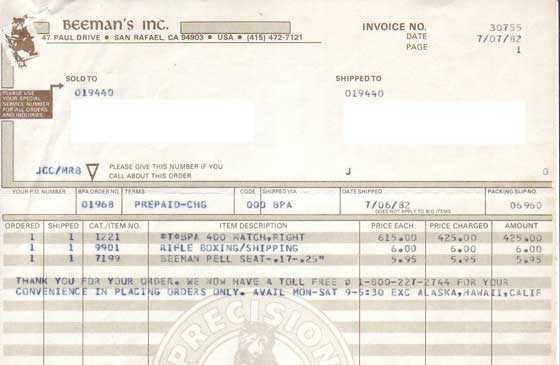 BEEMAN'S INC.
47 PAUL DRIVE • SAN RAFAEL, CA 94903 • USA • (415) 472-7121
INVOICE NO. 30755
DATE 7/07/82
PAGE 1
SOLD TO
SHIPPED TO
PLEASE USE
YOUR SPECIAL
SERVICE NUMBER
FOR ALL ORDERS
AND INQUIRIES.
019440
019440
JCC/MRB
PLEASE GIVE THIS NUMBER IF YOU
CALL ABOUT THIS ORDER
J 0
YOUR P.O. NUMBER BPA ORDER NO. TERMS CODE SHIPPED VIA DATE SHIPPED PACKING SLIP NO.
01968 PREPAID-CHG 000 BPA 7/06/82 06960
DOES NOT APPLY TO B/O ITEMS
ORDERED SHIPPED CAT./ITEM NO. ITEM DESCRIPTION PRICE EACH PRICE CHARGED AMOUNT
1 1 1221 *T*BPA 400 MATCH,RIGHT 615.00 425.00 425.00
1 1 9901 RIFLE BOXING/SHIPPING 6.00 6.00 6.00
1 1 7199 BEEMAN PELL SEAT-.17-.25" 5.95 5.95 5.95
THANK YOU FOR YOUR ORDER. WE NOW HAVE A TOLL FREE # 1-800-227-2744 FOR YOUR
CONVENIENCE IN PLACING ORDERS ONLY. AVAIL MON-SAT 9-5:30 EXC ALASKA,HAWAII,CALIF
PRECISION